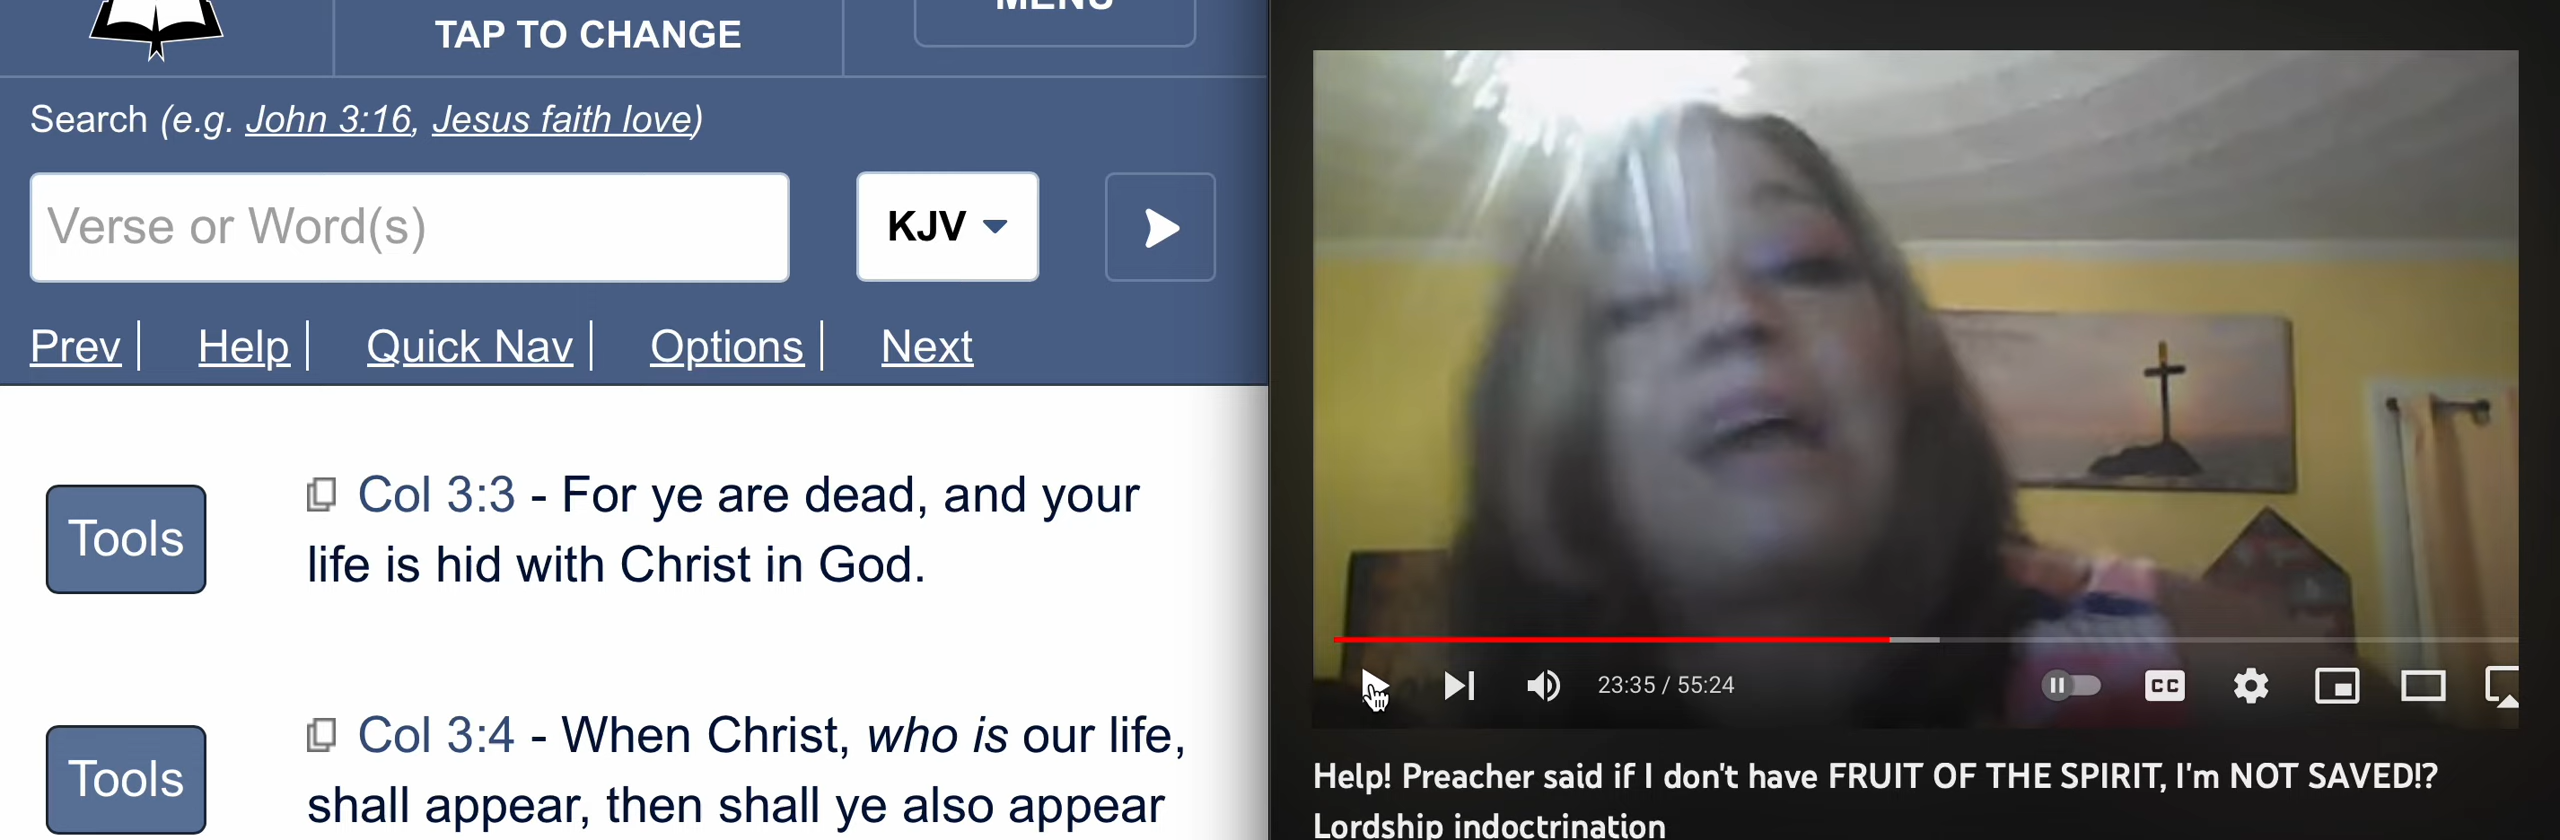 MENU
TAP TO CHANGE
Search (e.g. John 3:16, Jesus faith love)
Verse or Word(s)
KJV
Prev | Help | Quick Nav | Options | Next
Tools
Col 3:3 - For ye are dead, and your
life is hid with Christ in God.
Tools
Col 3:4 - When Christ, who is our life,
shall appear, then shall ye also appear
23:35 / 55:24
CC
Help! Preacher said if I don't have FRUIT OF THE SPIRIT, I'm NOT SAVED!?
Lordship indoctrination